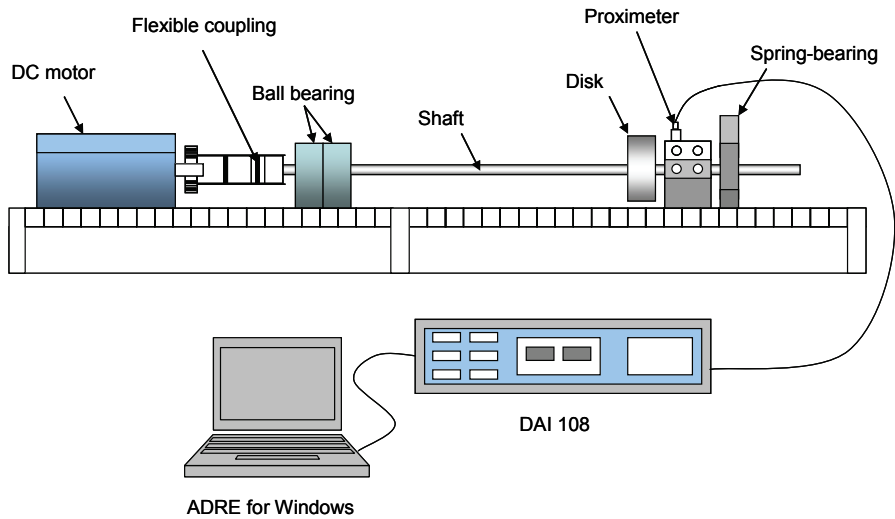 Proximeter
Flexible coupling
Spring-bearing
DC motor
Disk
Ball bearing
Shaft
DAI 108
ADRE for Windows